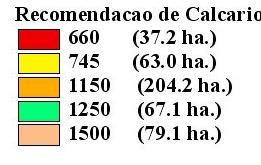 Recomendacao de Calcario
660 (37.2 ha.)
745 (63.0 ha.)
1150 (204.2 ha.)
1250 (67.1 ha.)
1500 (79.1 ha.)